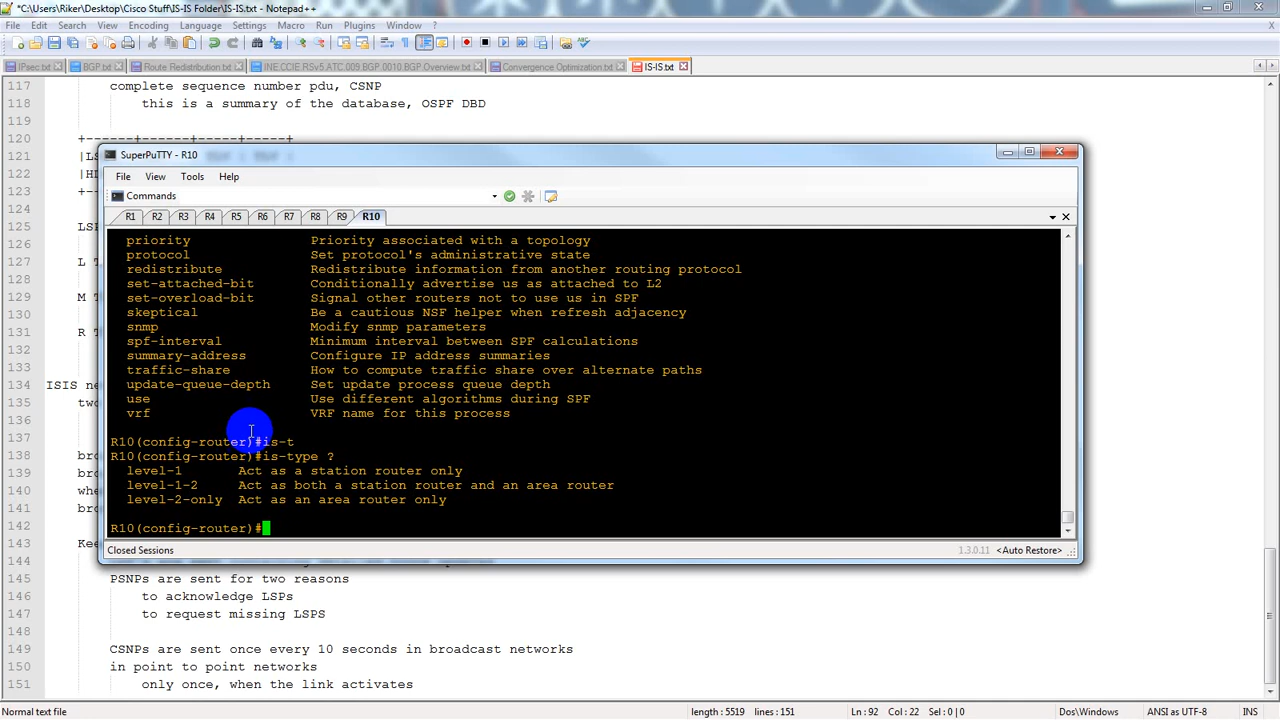 *C:\Users\Riker\Desktop\Cisco Stuff\IS-IS Folder\IS-IS.txt - Notepad++
File Edit Search View Encoding Language Settings Macro Run Plugins Window ?
IPsec.txt BGP.txt Route Redistribution.txt INE.CCIE.RSv5.ATC.009.BGP.0010.BGP.Overview.txt Convergence Optimization.txt IS-IS.txt
117 complete sequence number pdu, CSNP
118 this is a summary of the database, OSPF DBD
119
120 +------+-----+-----+-----+
121 |LS
122 |HI
123 +--
124
125 LSP
126
127 L T
128
129 M T
130
131 R T
132
133
134 ISIS ne
135 two
136
137
138 bro
139 bro
140 whe
141 bro
142
143 Kee
144
145 PSNPs are sent for two reasons
146 to acknowledge LSPs
147 to request missing LSPS
148
149 CSNPs are sent once every 10 seconds in broadcast networks
150 in point to point networks
151 only once, when the link activates
SuperPuTTY - R10
File View Tools Help
Commands
R1 R2 R3 R4 R5 R6 R7 R8 R9 R10
priority Priority associated with a topology
protocol Set protocol's administrative state
redistribute Redistribute information from another routing protocol
set-attached-bit Conditionally advertise us as attached to L2
set-overload-bit Signal other routers not to use us in SPF
skeptical Be a cautious NSF helper when refresh adjacency
snmp Modify snmp parameters
spf-interval Minimum interval between SPF calculations
summary-address Configure IP address summaries
traffic-share How to compute traffic share over alternate paths
update-queue-depth Set update process queue depth
use Use different algorithms during SPF
vrf VRF name for this process
R10(config-router)#is-t
R10(config-router)#is-type ?
level-1 Act as a station router only
level-1-2 Act as both a station router and an area router
level-2-only Act as an area router only
R10(config-router)#
Closed Sessions 1.3.0.11 <Auto Restore>
Normal text file length : 5519 lines : 151 Ln : 92 Col : 22 Sel : 0 | 0 Dos\Windows ANSI as UTF-8 INS